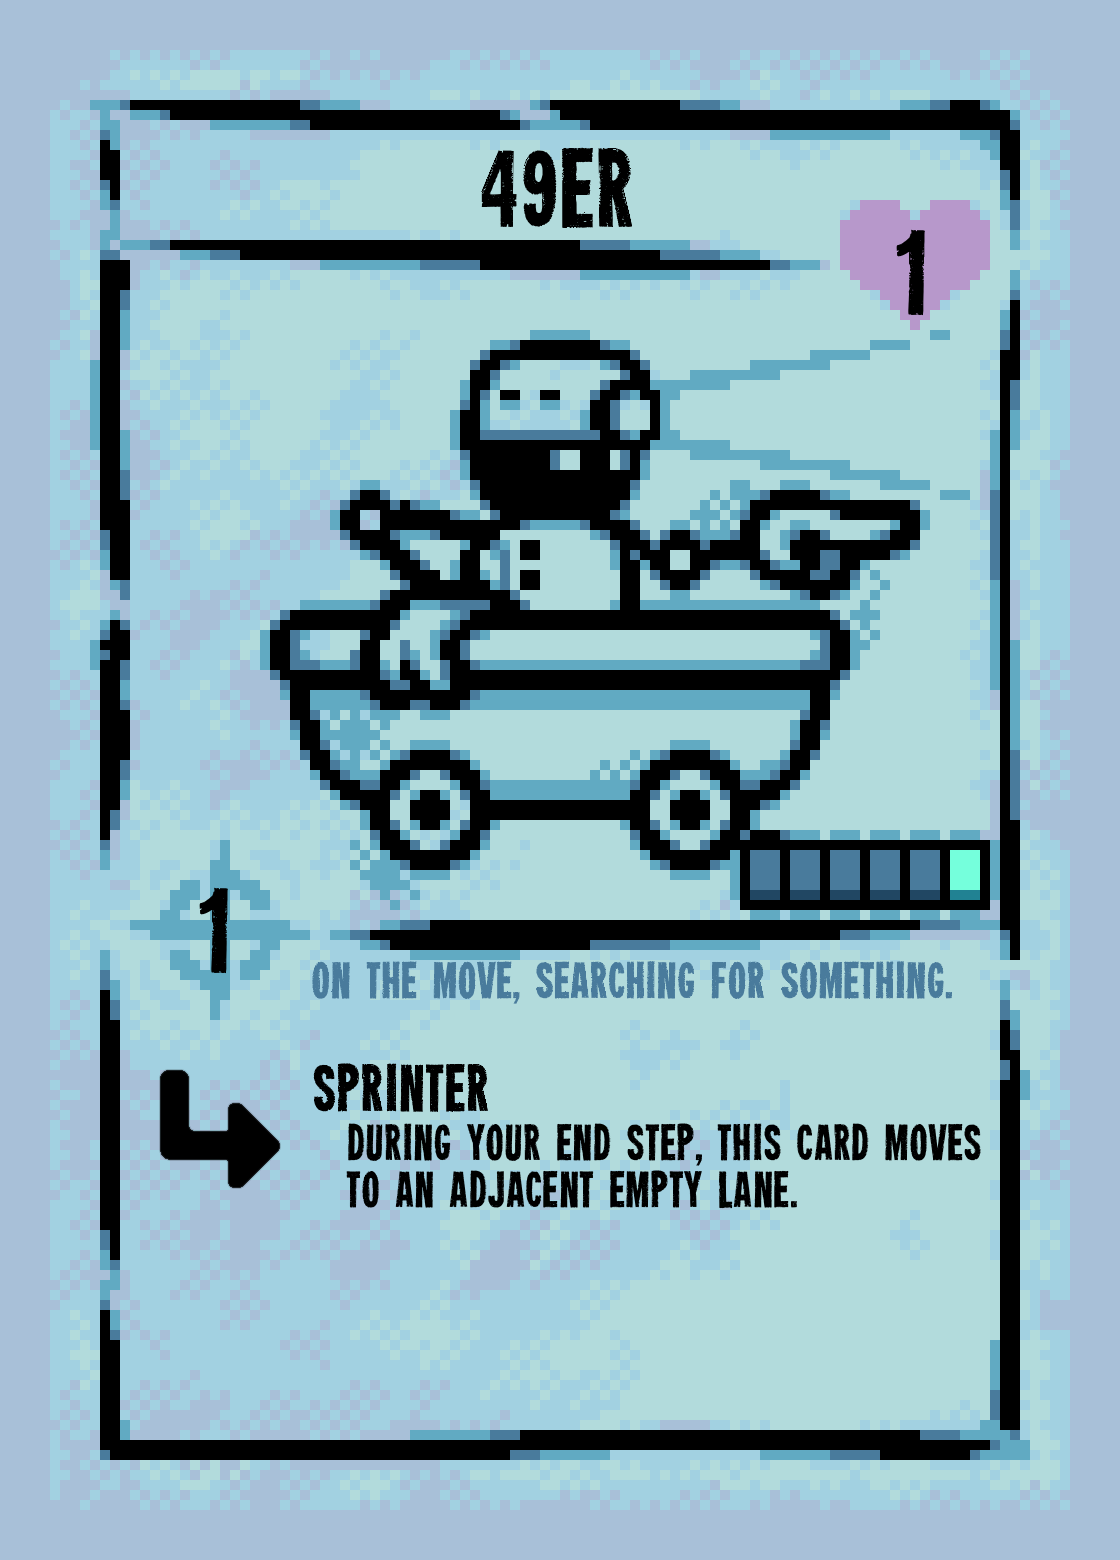 49ER
1
1
ON THE MOVE, SEARCHING FOR SOMETHING.
SPRINTER
DURING YOUR END STEP, THIS CARD MOVES
TO AN ADJACENT EMPTY LANE.